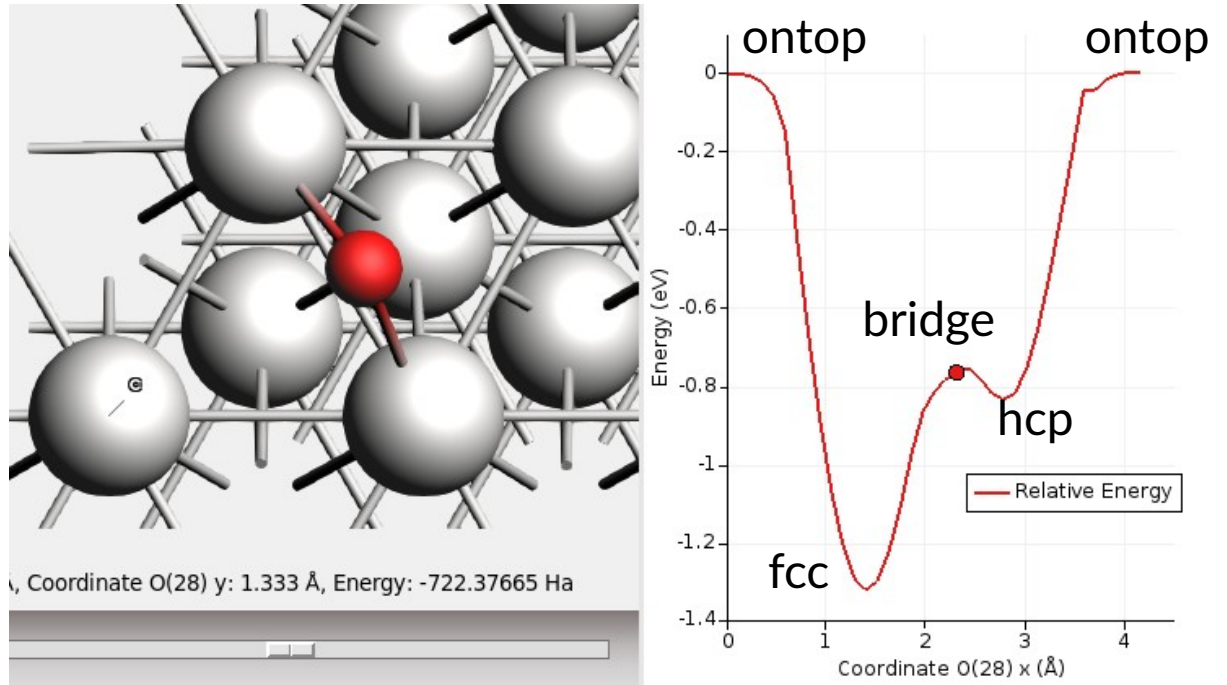 ontop
ontop
0
-0.2
-0.4
-0.6
-0.8
-1
-1.2
-1.4
Energy (eV)
bridge
hcp
Relative Energy
fcc
0 1 2 3 4
Coordinate O(28) x (Å)
, Coordinate O(28) y: 1.333 Å, Energy: -722.37665 Ha